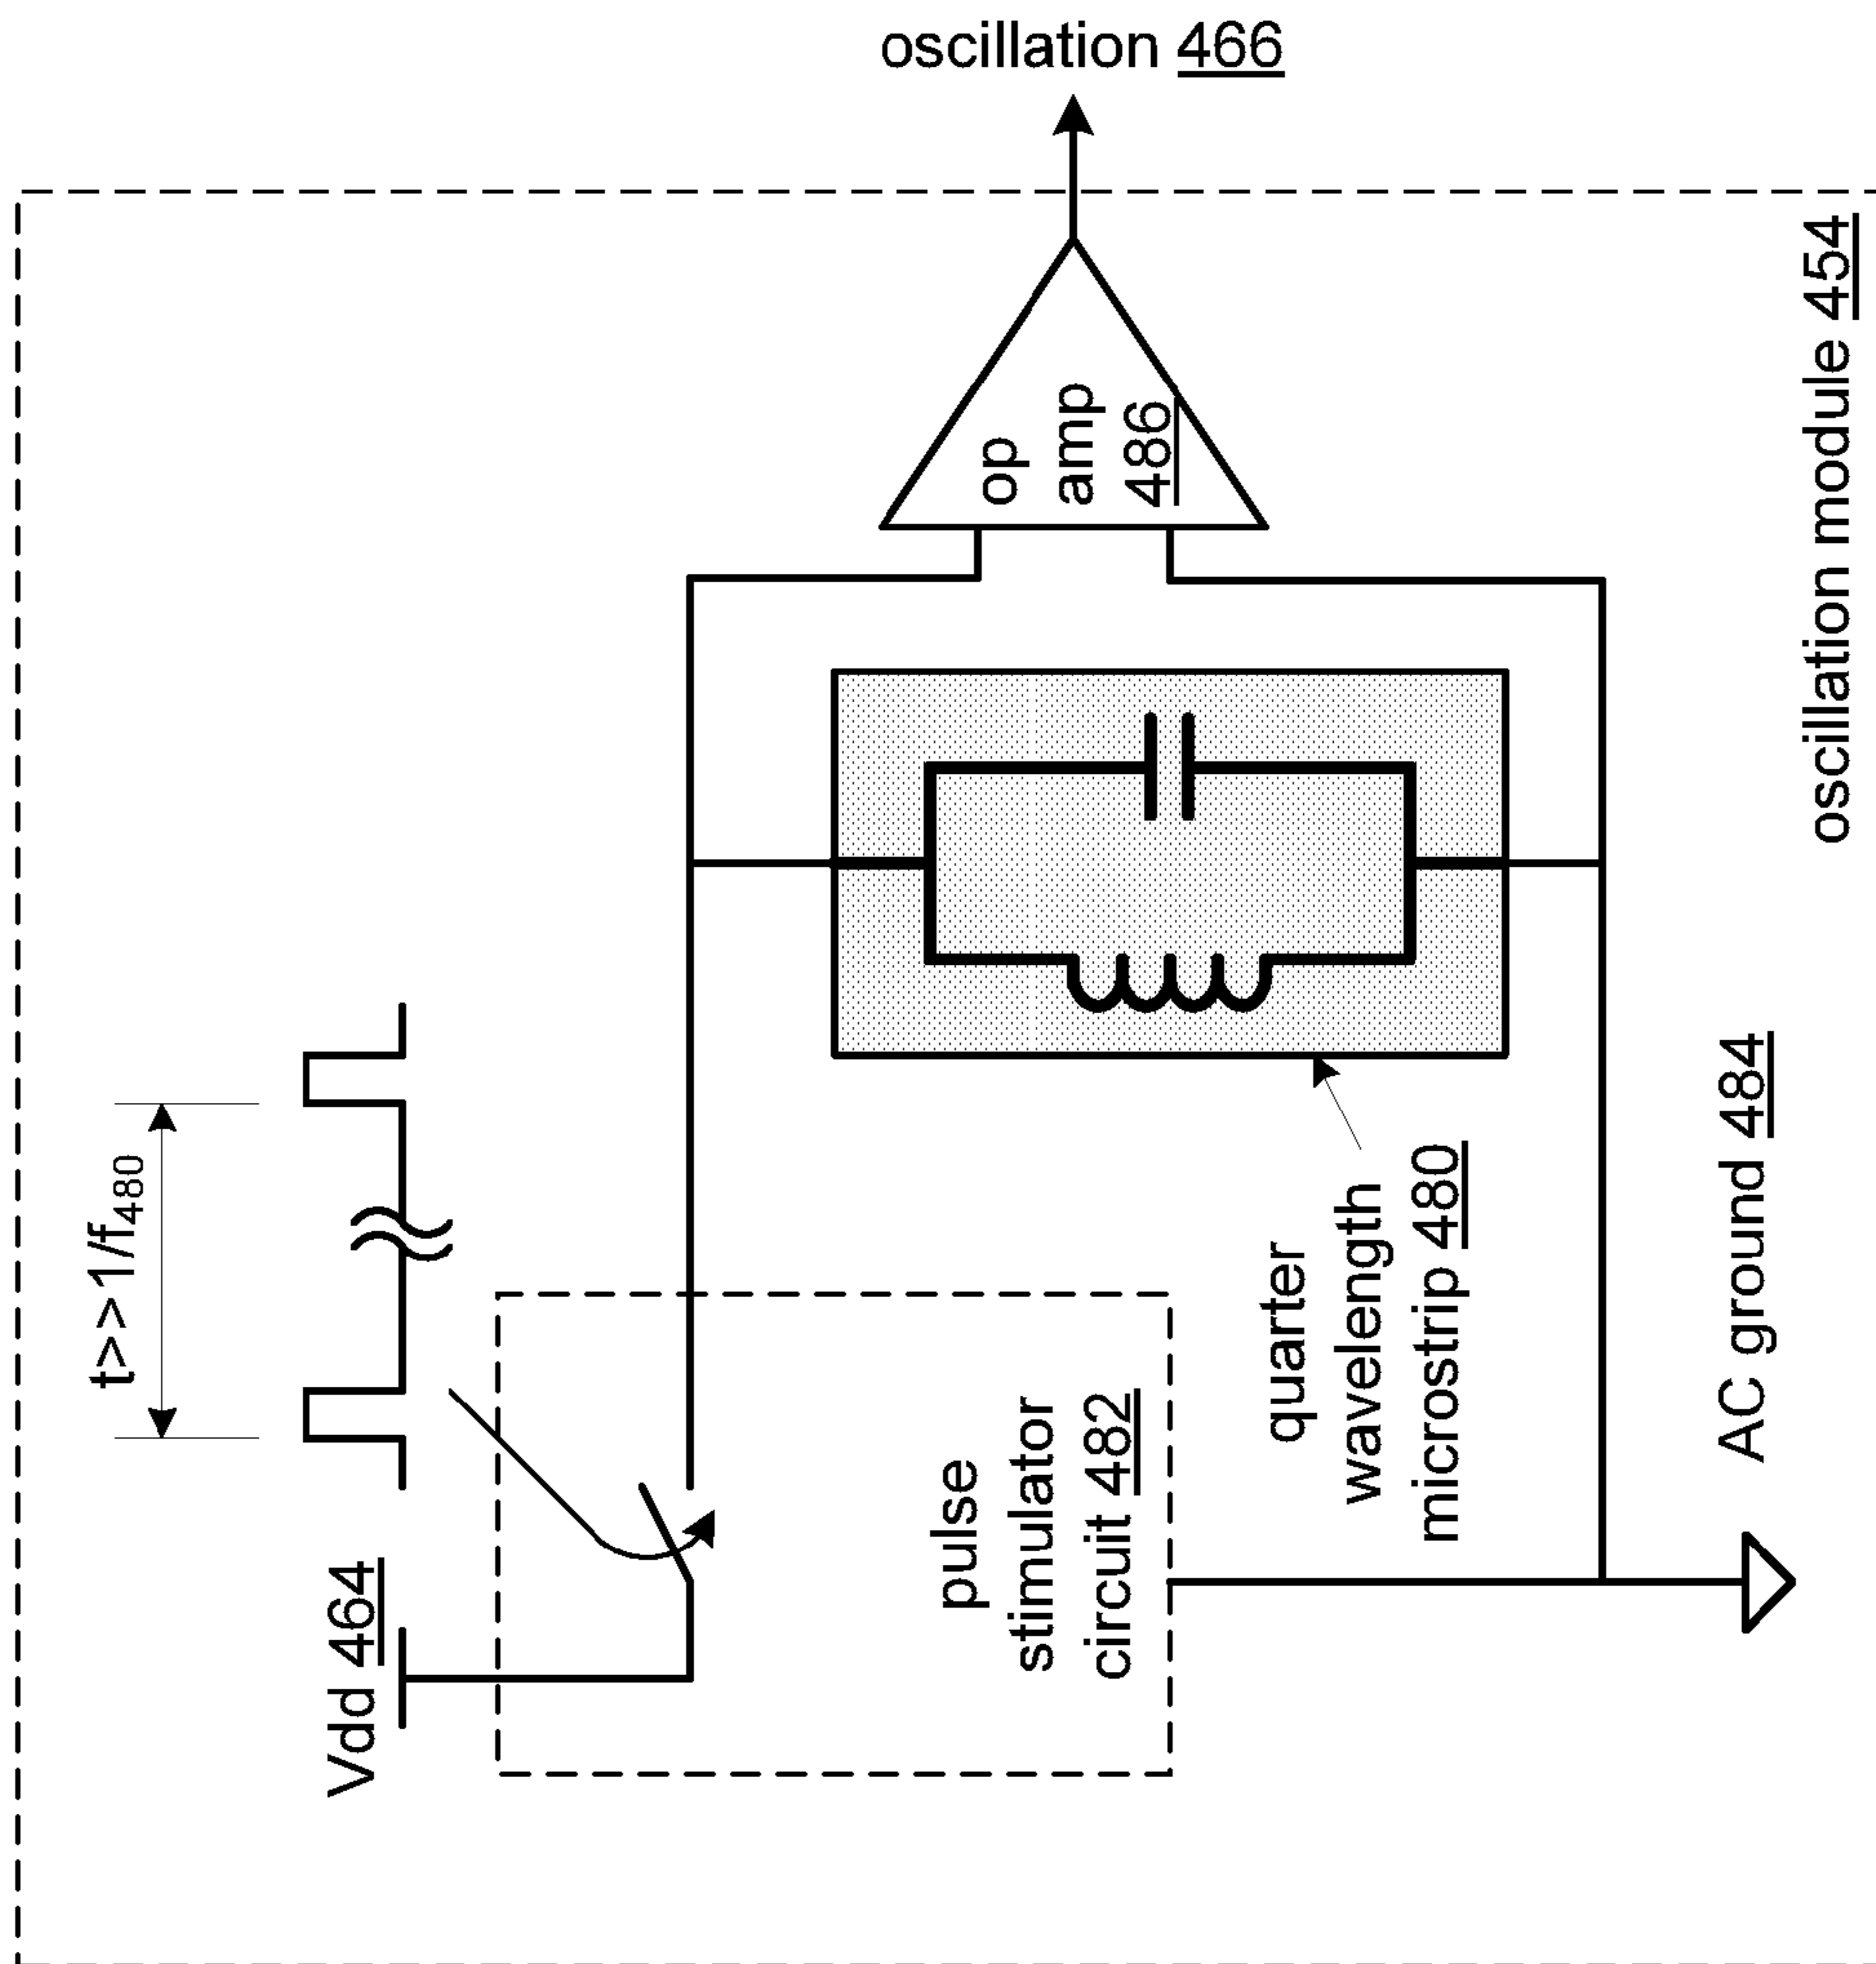 oscillation 466
t>>1/f480
Vdd 464
op
amp
486
pulse
stimulator
circuit 482
quarter
wavelength
microstrip 480
AC ground 484
oscillation module 454